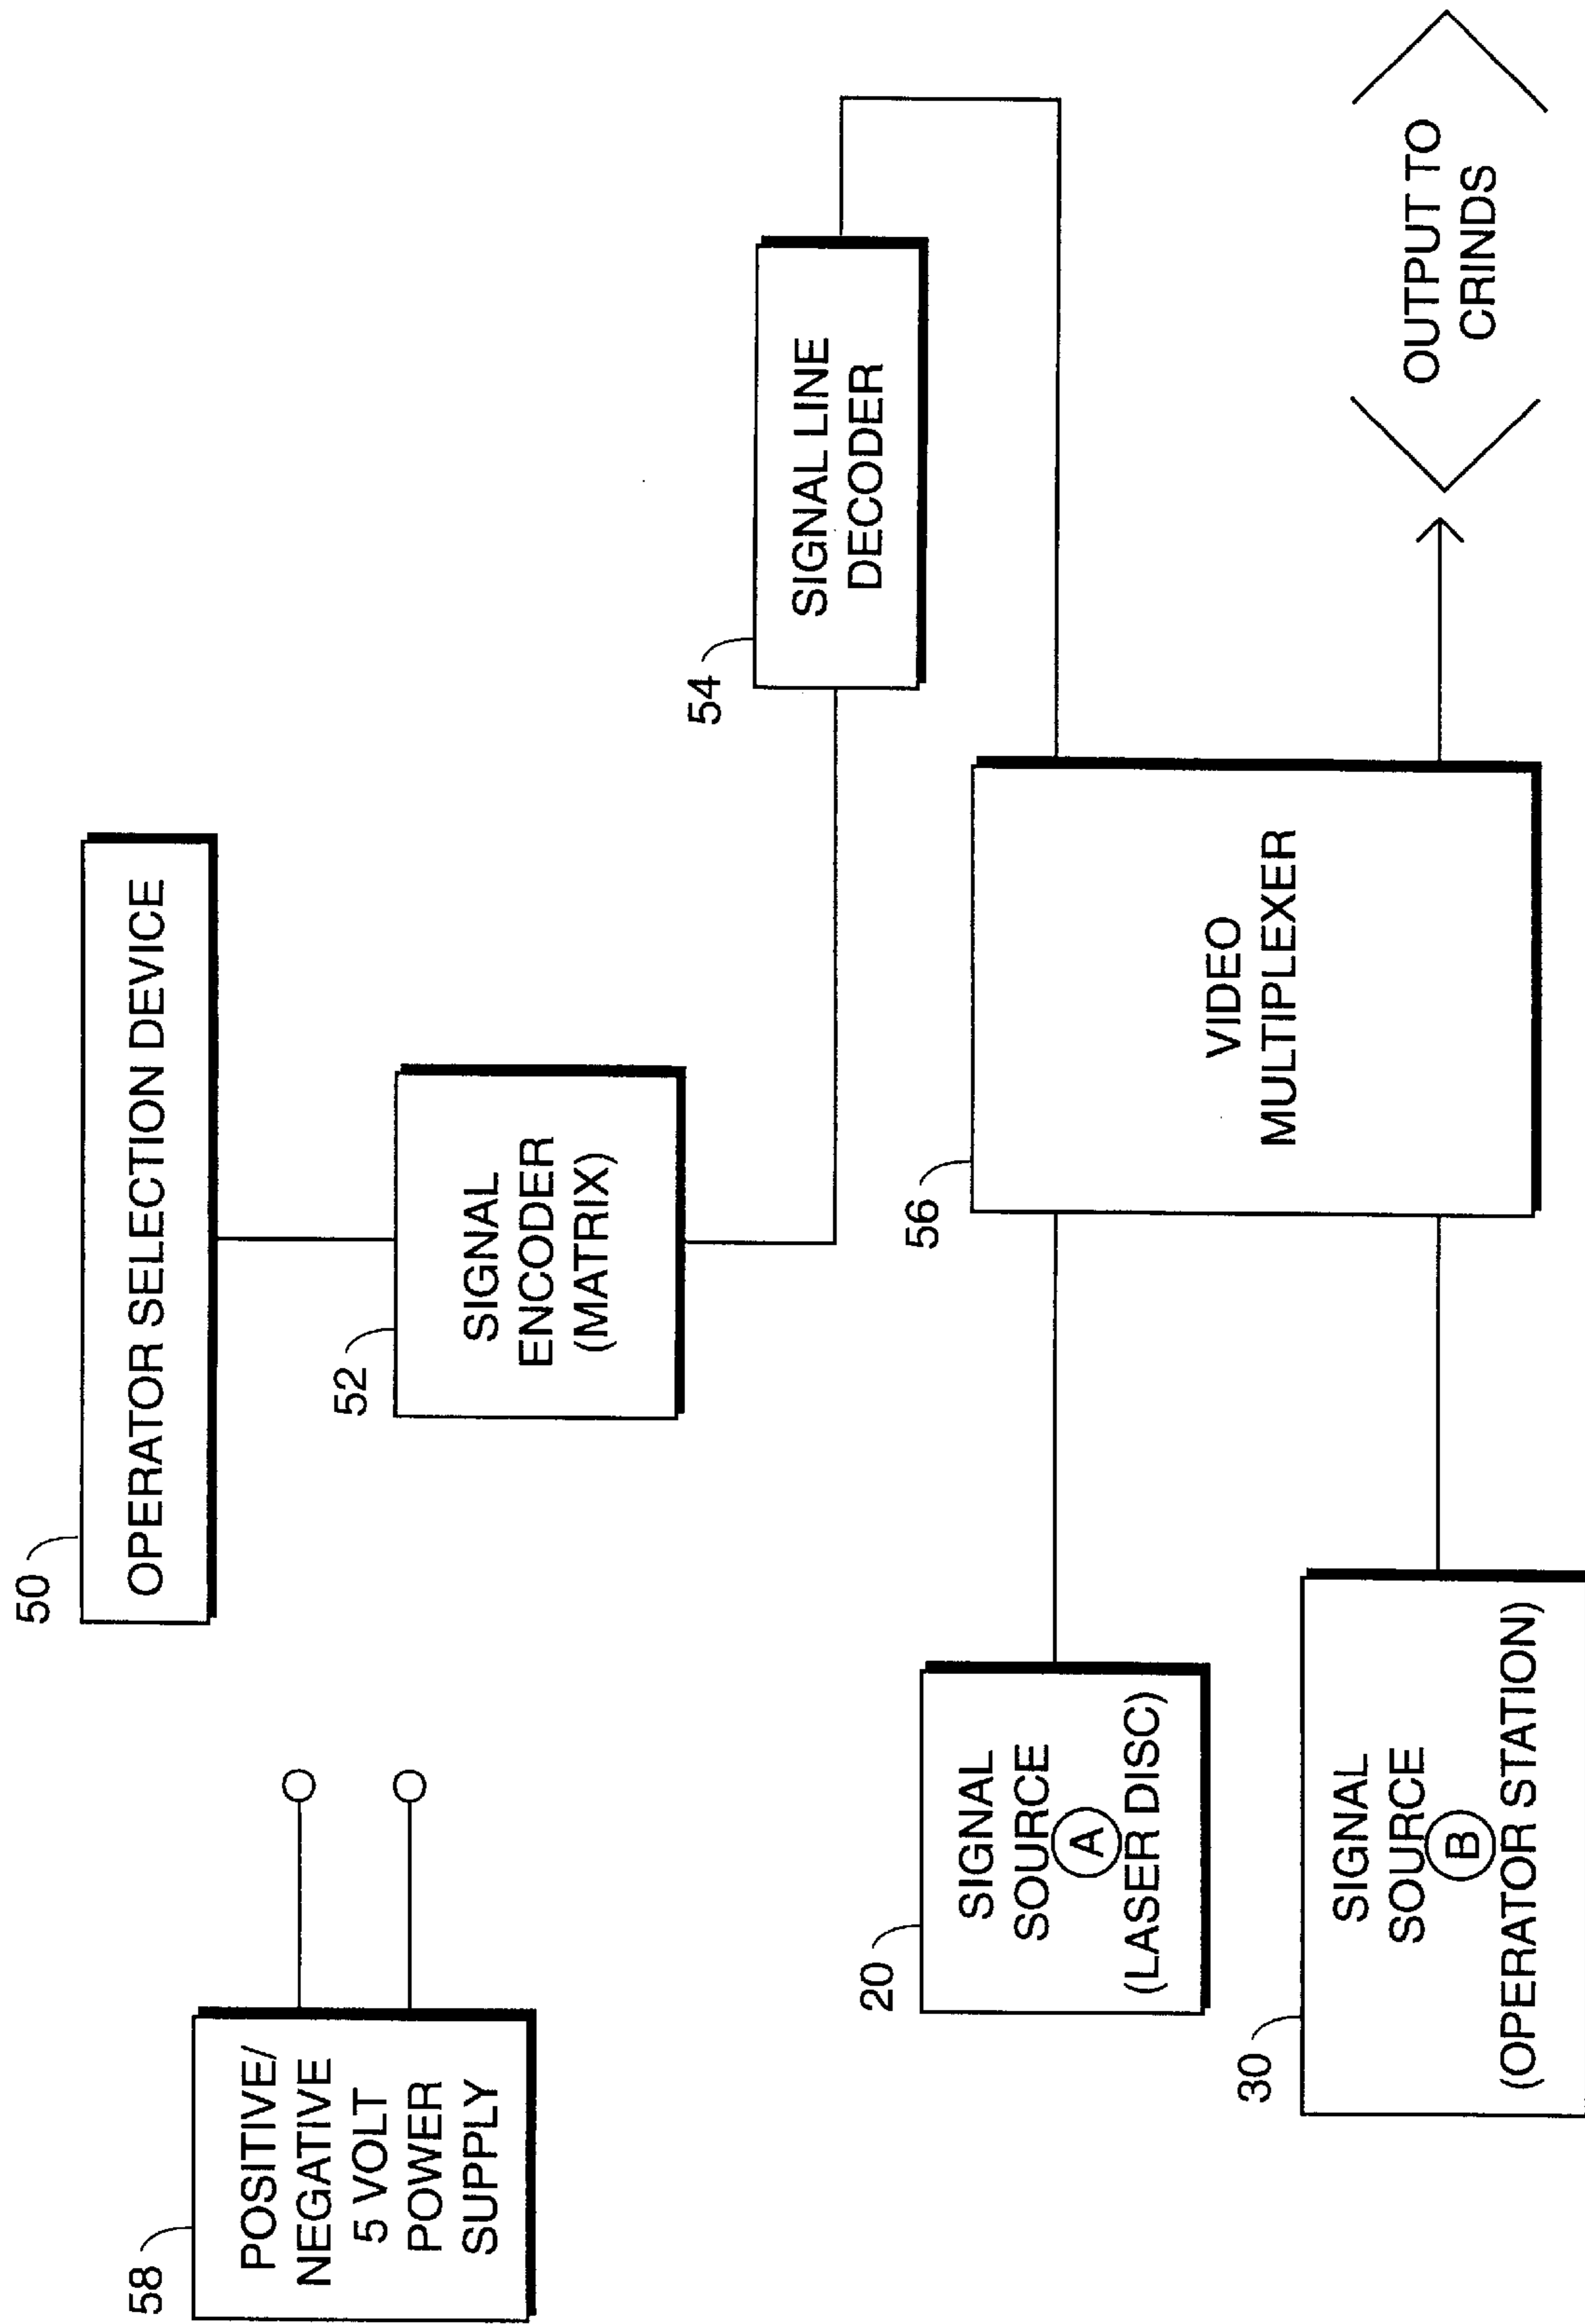 50
OPERATOR SELECTION DEVICE
58
POSITIVE/
NEGATIVE
5 VOLT
POWER
SUPPLY
52
SIGNAL
ENCODER
(MATRIX)
54
SIGNAL LINE
DECODER
20
SIGNAL
SOURCE
A
(LASER DISC)
56
VIDEO
MULTIPLEXER
30
SIGNAL
SOURCE
B
(OPERATOR STATION)
OUTPUT TO
CRINDS